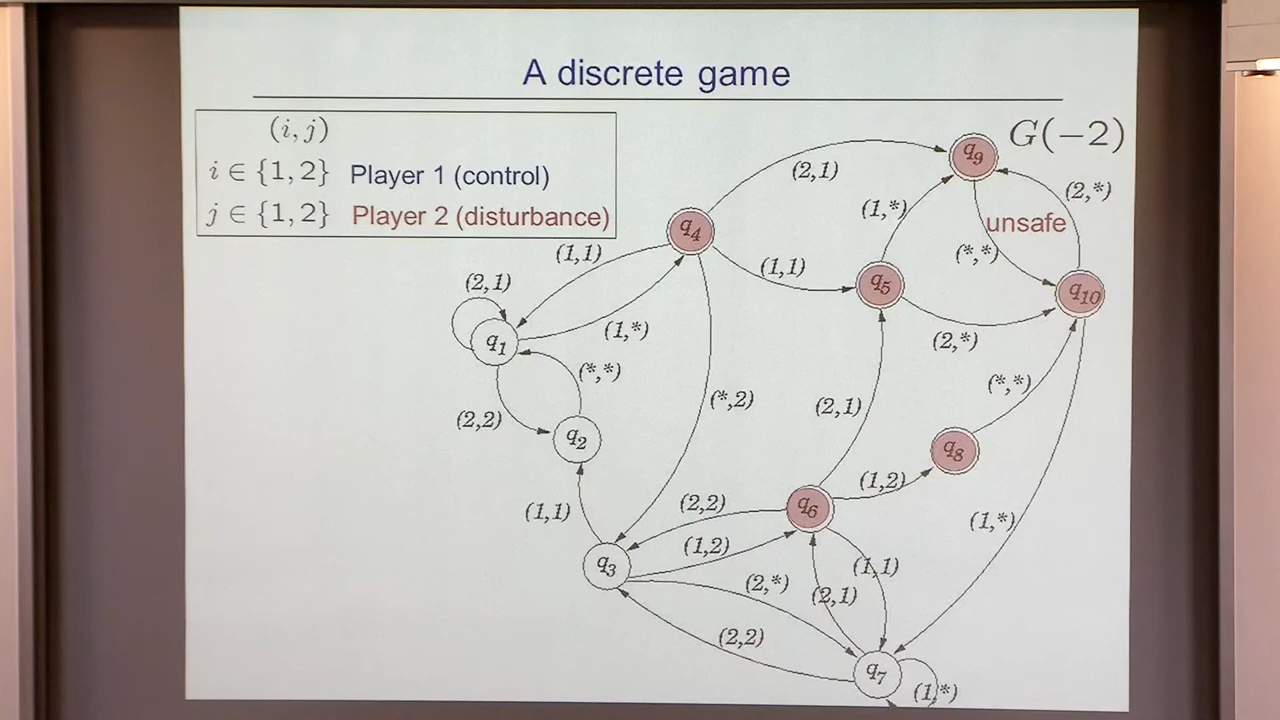 A discrete game
(i, j)
i ∈ {1, 2} Player 1 (control)
j ∈ {1, 2} Player 2 (disturbance)
G(−2)
q9
(2,1)
(2,*)
(1,*)
unsafe
q4
(1,1)
(*,*)
(1,1)
q5
q10
(2,1)
(1,*)
(2,*)
q1
(*,*)
(*,*)
(*,2)
(2,1)
(2,2)
q2
q8
(1,2)
(2,2)
q6
(1,1)
(1,*)
(1,2)
q3
(1,1)
(2,*)
(2,1)
(2,2)
q7
(1,*)